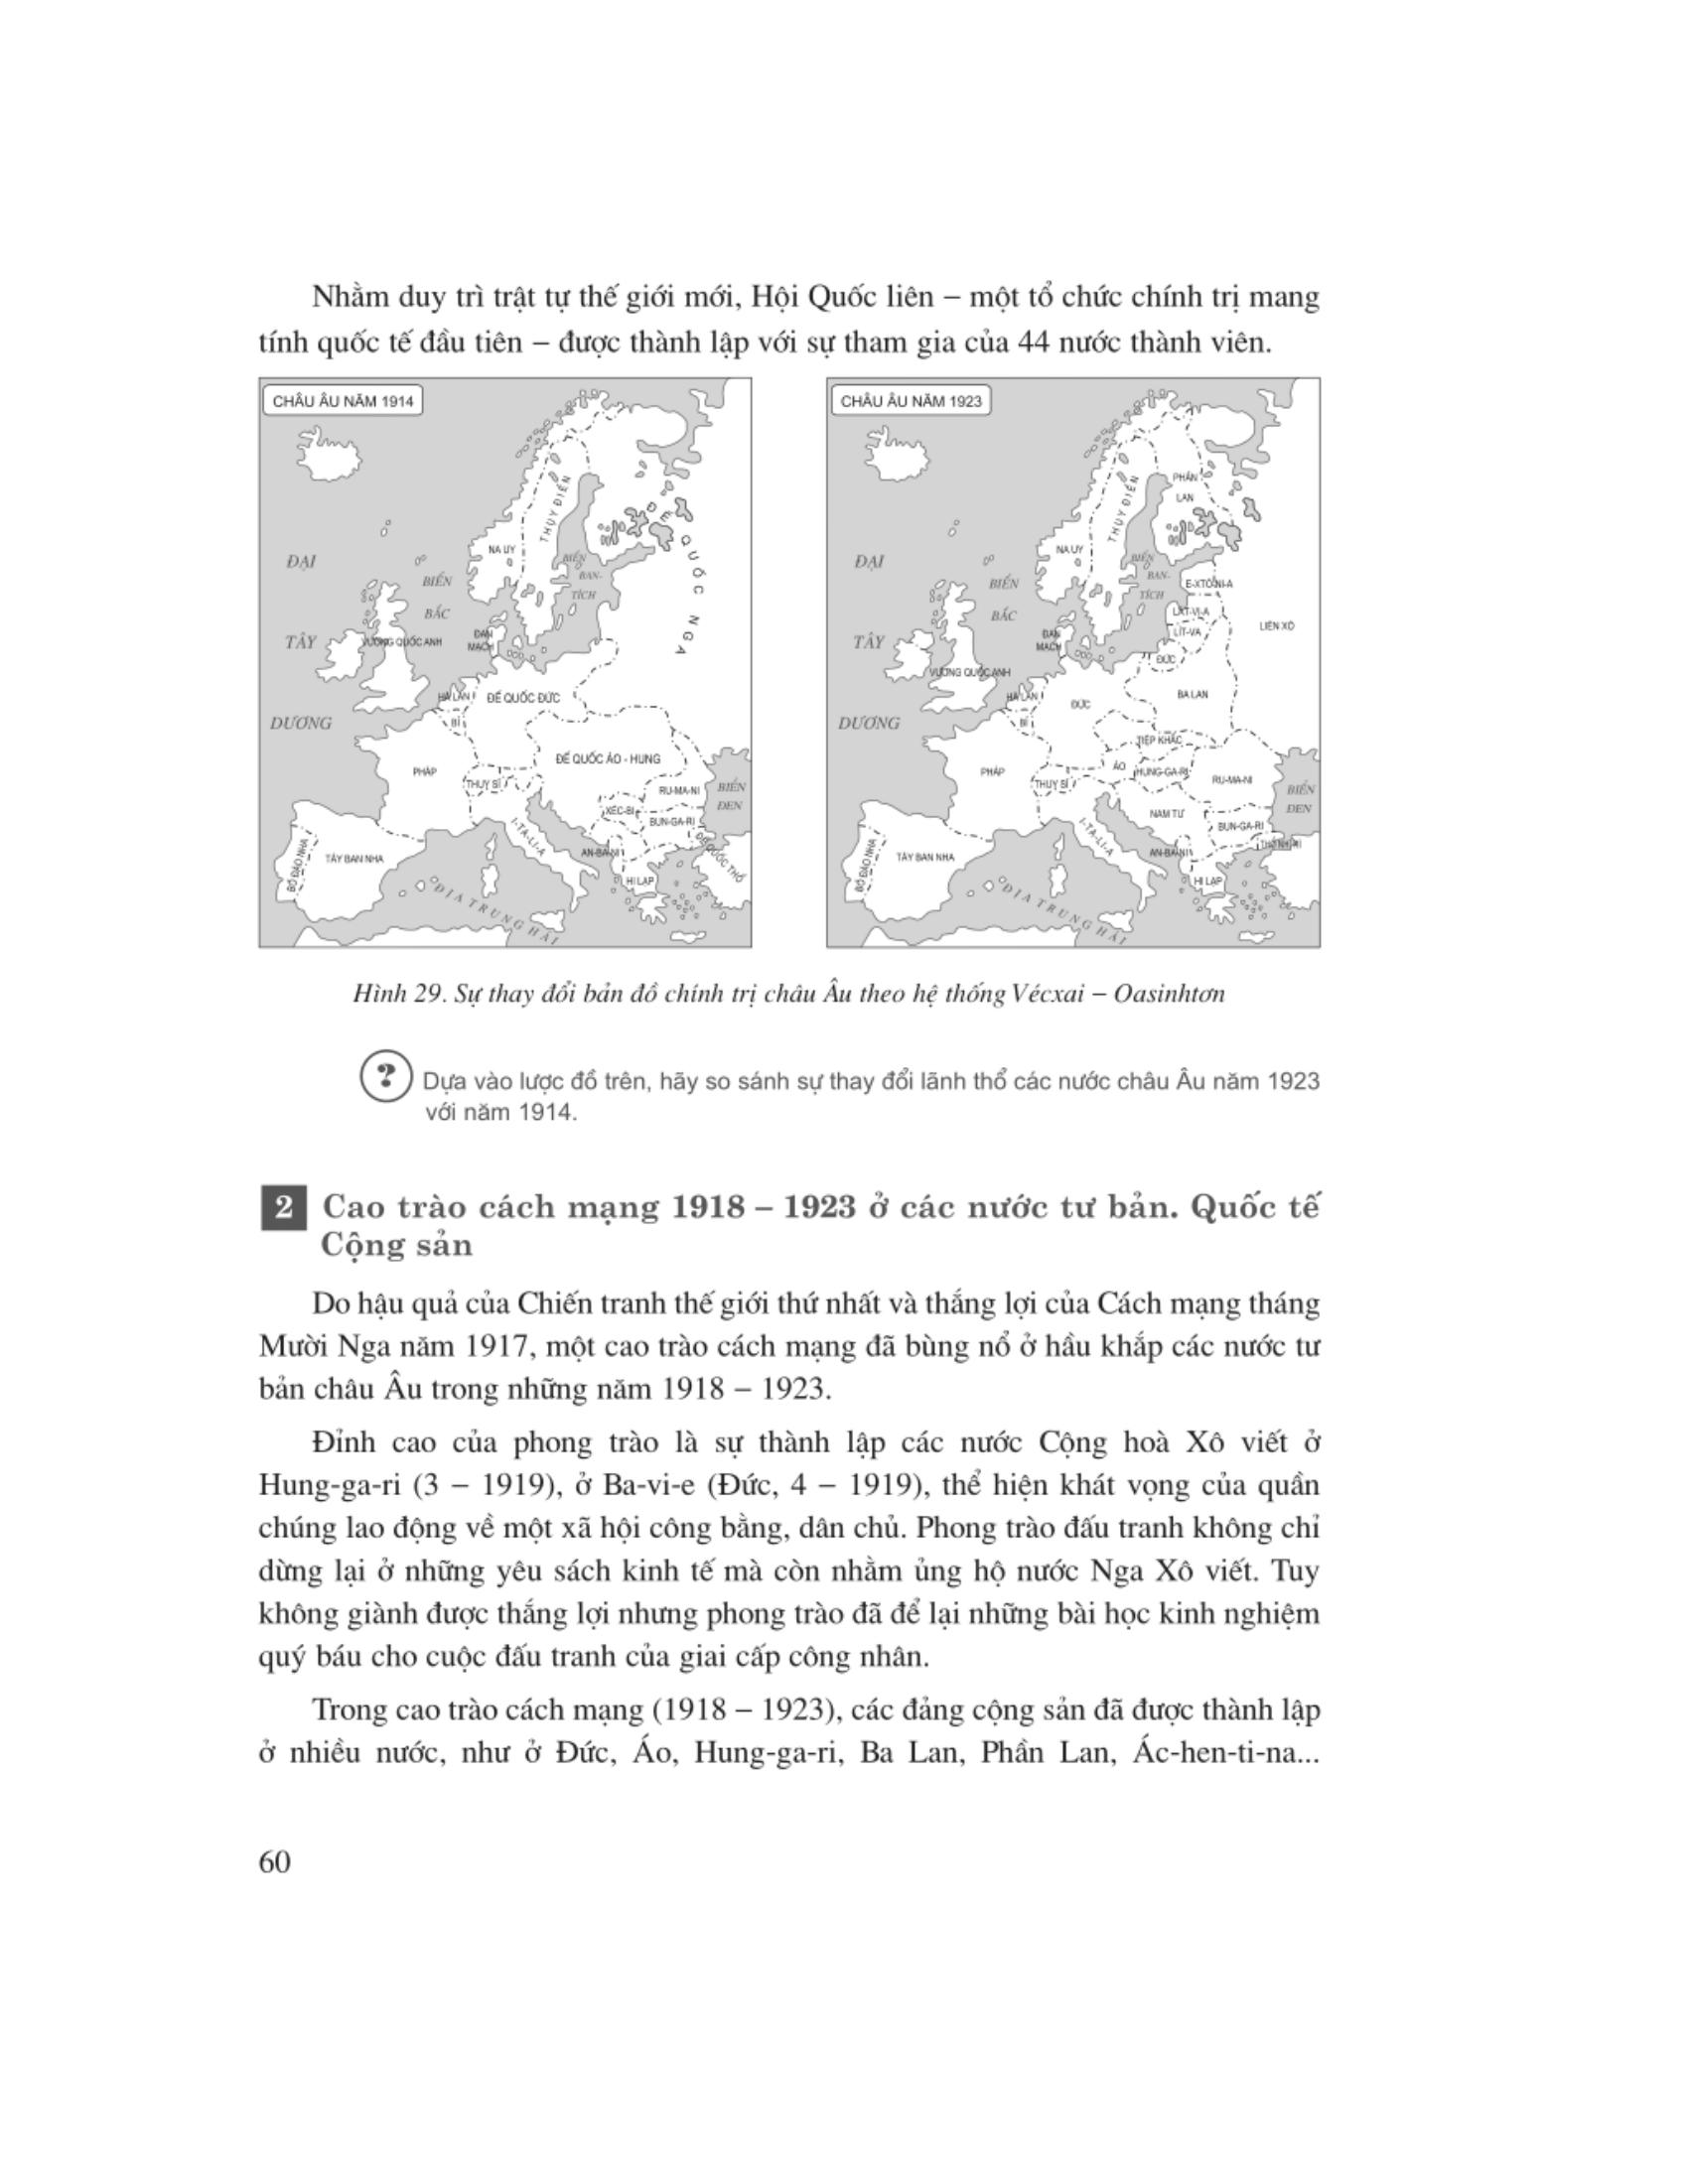 Nhằm duy trì trật tự thế giới mới, Hội Quốc liên – một tổ chức chính trị mang
tính quốc tế đầu tiên – được thành lập với sự tham gia của 44 nước thành viên.
CHÂU ÂU NĂM 1914
ĐẠI
TÂY
DƯƠNG
BIỂN
BẮC
NA UY
THỤY ĐIỂN
BIỂN
BAN-
TÍCH
ĐẾ QUỐC NGA
VƯƠNG QUỐC ANH
ĐAN
MẠCH
HÀ LAN
BỈ
ĐẾ QUỐC ĐỨC
ĐẾ QUỐC ÁO - HUNG
PHÁP
THUỴ SĨ
RU-MA-NI
BIỂN
ĐEN
XÉC-BI
BUN-GA-RI
I-TA-LI-A
AN-BA-NI
ĐẾ QUỐC THỔ
BỒ ĐÀO NHA
TÂY BAN NHA
HI LẠP
ĐỊA TRUNG HẢI
CHÂU ÂU NĂM 1923
ĐẠI
TÂY
DƯƠNG
BIỂN
BẮC
NA UY
THỤY ĐIỂN
PHẦN
LAN
BIỂN
BAN-
TÍCH
E-XTÔ-NI-A
LÁT-VI-A
LÍT-VA
LIÊN XÔ
VƯƠNG QUỐC ANH
ĐAN
MẠCH
ĐỨC
HÀ LAN
BỈ
ĐỨC
BA LAN
TIỆP KHẮC
ÁO
HUNG-GA-RI
PHÁP
THUỴ SĨ
RU-MA-NI
BIỂN
ĐEN
NAM TƯ
BUN-GA-RI
I-TA-LI-A
AN-BA-NI
THỔ NHĨ KÌ
BỒ ĐÀO NHA
TÂY BAN NHA
HI LẠP
ĐỊA TRUNG HẢI
Hình 29. Sự thay đổi bản đồ chính trị châu Âu theo hệ thống Vécxai – Oasinhtơn
? Dựa vào lược đồ trên, hãy so sánh sự thay đổi lãnh thổ các nước châu Âu năm 1923
với năm 1914.
2 Cao trào cách mạng 1918 – 1923 ở các nước tư bản. Quốc tế
Cộng sản
Do hậu quả của Chiến tranh thế giới thứ nhất và thắng lợi của Cách mạng tháng
Mười Nga năm 1917, một cao trào cách mạng đã bùng nổ ở hầu khắp các nước tư
bản châu Âu trong những năm 1918 – 1923.
Đỉnh cao của phong trào là sự thành lập các nước Cộng hoà Xô viết ở
Hung-ga-ri (3 – 1919), ở Ba-vi-e (Đức, 4 – 1919), thể hiện khát vọng của quần
chúng lao động về một xã hội công bằng, dân chủ. Phong trào đấu tranh không chỉ
dừng lại ở những yêu sách kinh tế mà còn nhằm ủng hộ nước Nga Xô viết. Tuy
không giành được thắng lợi nhưng phong trào đã để lại những bài học kinh nghiệm
quý báu cho cuộc đấu tranh của giai cấp công nhân.
Trong cao trào cách mạng (1918 – 1923), các đảng cộng sản đã được thành lập
ở nhiều nước, như ở Đức, Áo, Hung-ga-ri, Ba Lan, Phần Lan, Ác-hen-ti-na...
60